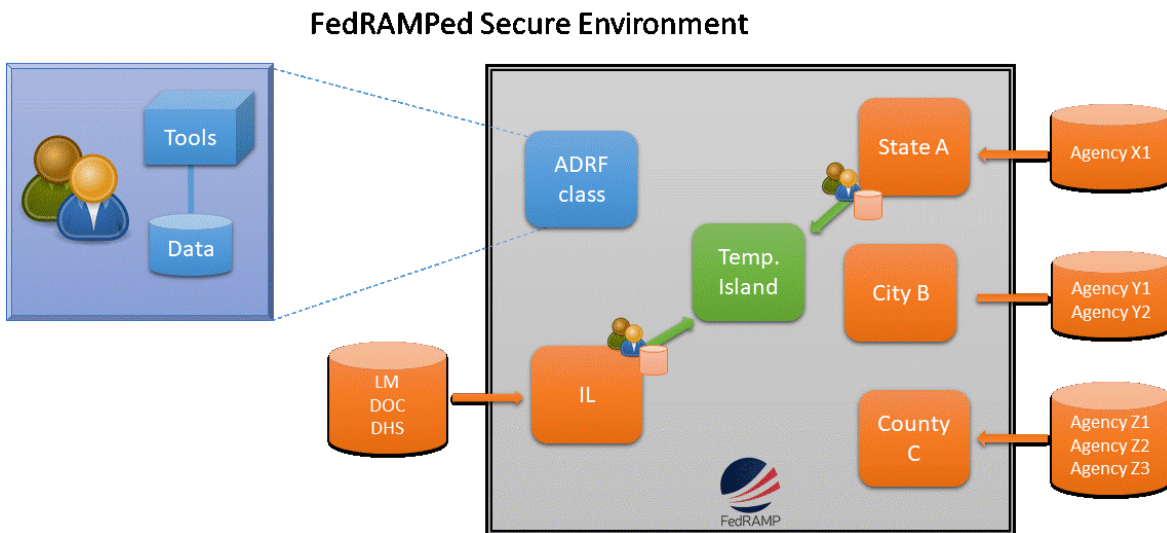 FedRAMPed Secure Environment
Tools
Data
ADRF
class
State A
Agency X1
Temp.
Island
City B
Agency Y1
Agency Y2
LM
DOC
DHS
IL
County
C
Agency Z1
Agency Z2
Agency Z3
FedRAMP